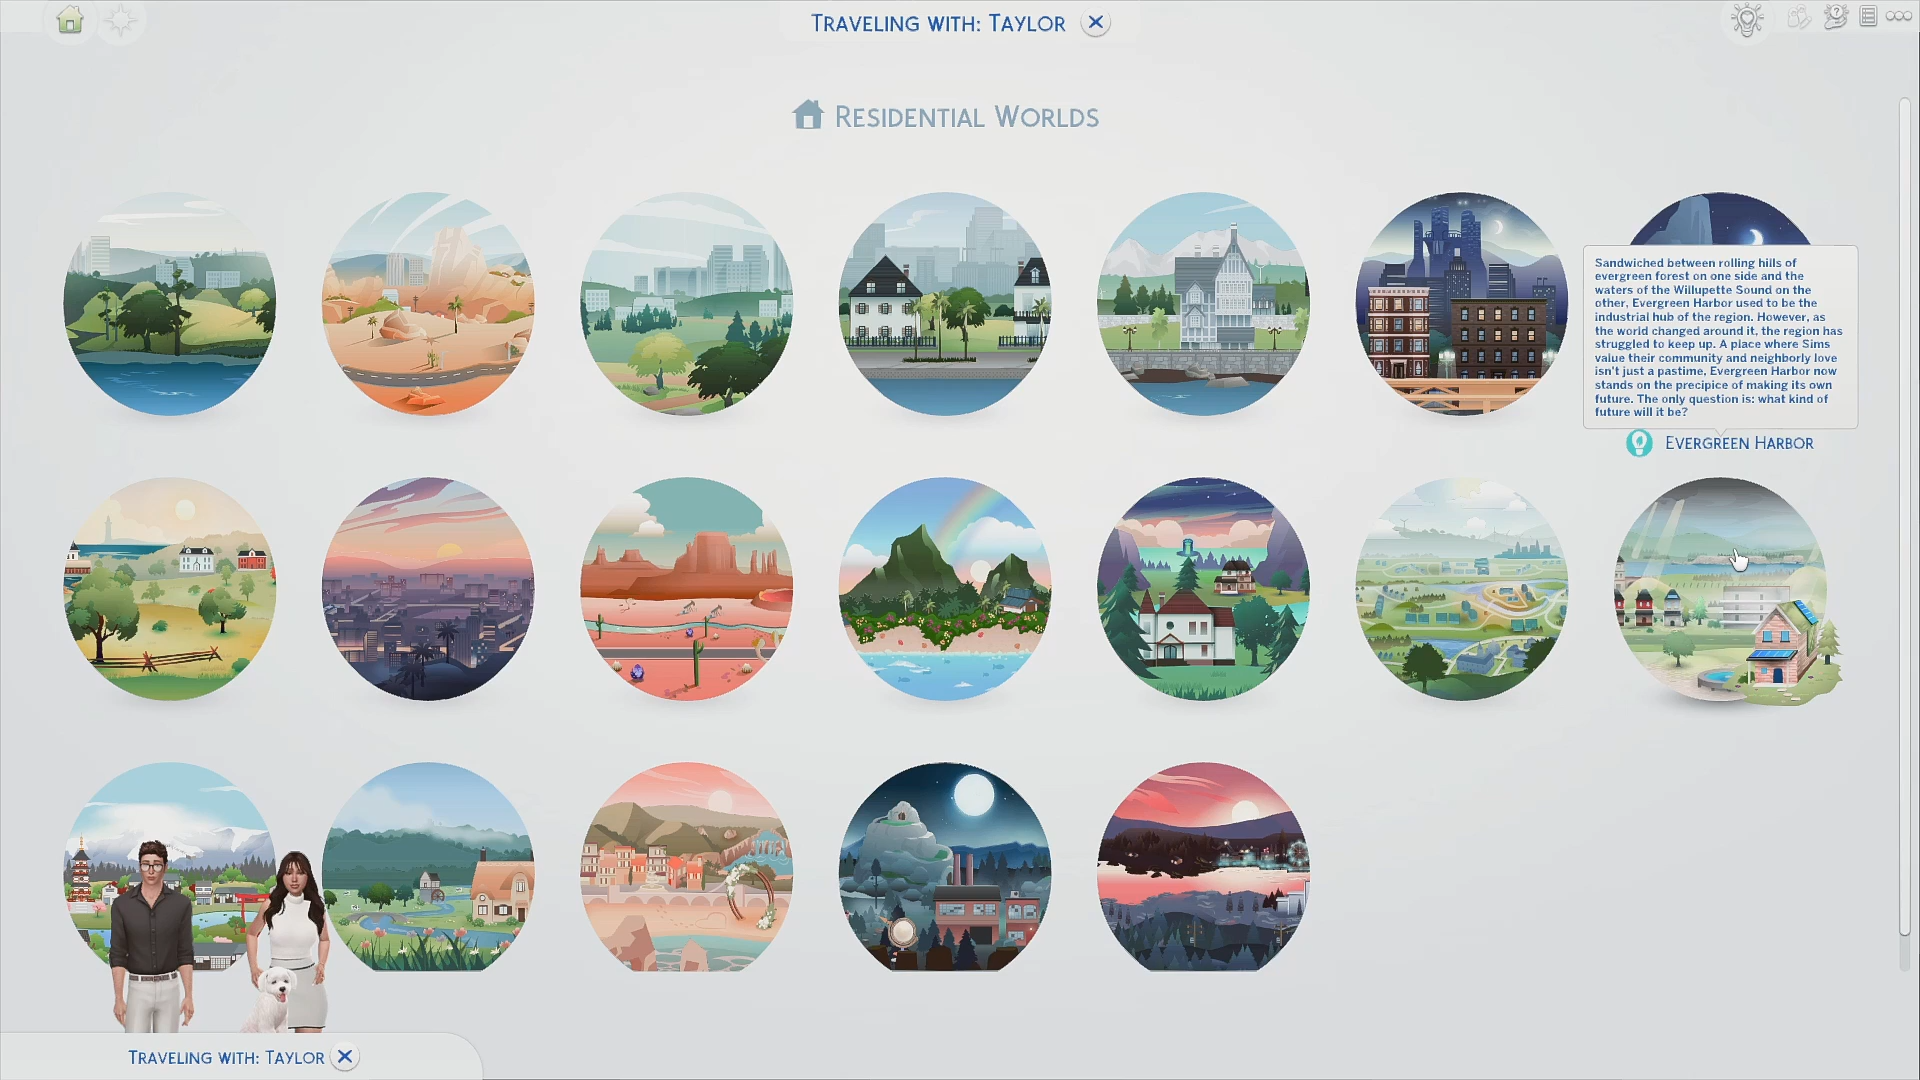 Traveling with: Taylor
Residential Worlds
Sandwiched between rolling hills of
evergreen forest on one side and the
waters of the Willupette Sound on the
other, Evergreen Harbor used to be the
industrial hub of the region. However, as
the world changed around it, the region has
struggled to keep up. A place where Sims
value their community and neighborly love
isn't just a pastime, Evergreen Harbor now
stands on the precipice of making its own
future. The only question is: what kind of
future will it be?
Evergreen Harbor
Traveling with: Taylor